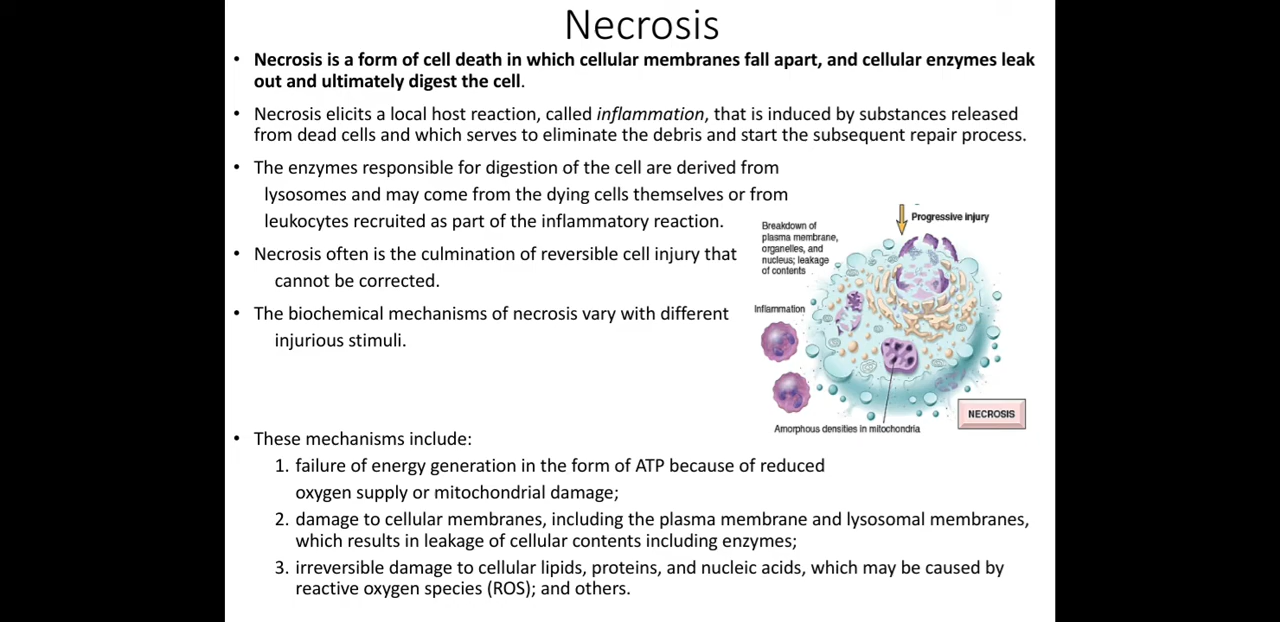 Necrosis
• Necrosis is a form of cell death in which cellular membranes fall apart, and cellular enzymes leak
out and ultimately digest the cell.
• Necrosis elicits a local host reaction, called inflammation, that is induced by substances released
from dead cells and which serves to eliminate the debris and start the subsequent repair process.
• The enzymes responsible for digestion of the cell are derived from
lysosomes and may come from the dying cells themselves or from
leukocytes recruited as part of the inflammatory reaction.
• Necrosis often is the culmination of reversible cell injury that
cannot be corrected.
• The biochemical mechanisms of necrosis vary with different
injurious stimuli.
Progressive injury
Breakdown of
plasma membrane,
organelles, and
nucleus; leakage
of contents
Inflammation
NECROSIS
Amorphous densities in mitochondria
• These mechanisms include:
1. failure of energy generation in the form of ATP because of reduced
oxygen supply or mitochondrial damage;
2. damage to cellular membranes, including the plasma membrane and lysosomal membranes,
which results in leakage of cellular contents including enzymes;
3. irreversible damage to cellular lipids, proteins, and nucleic acids, which may be caused by
reactive oxygen species (ROS); and others.